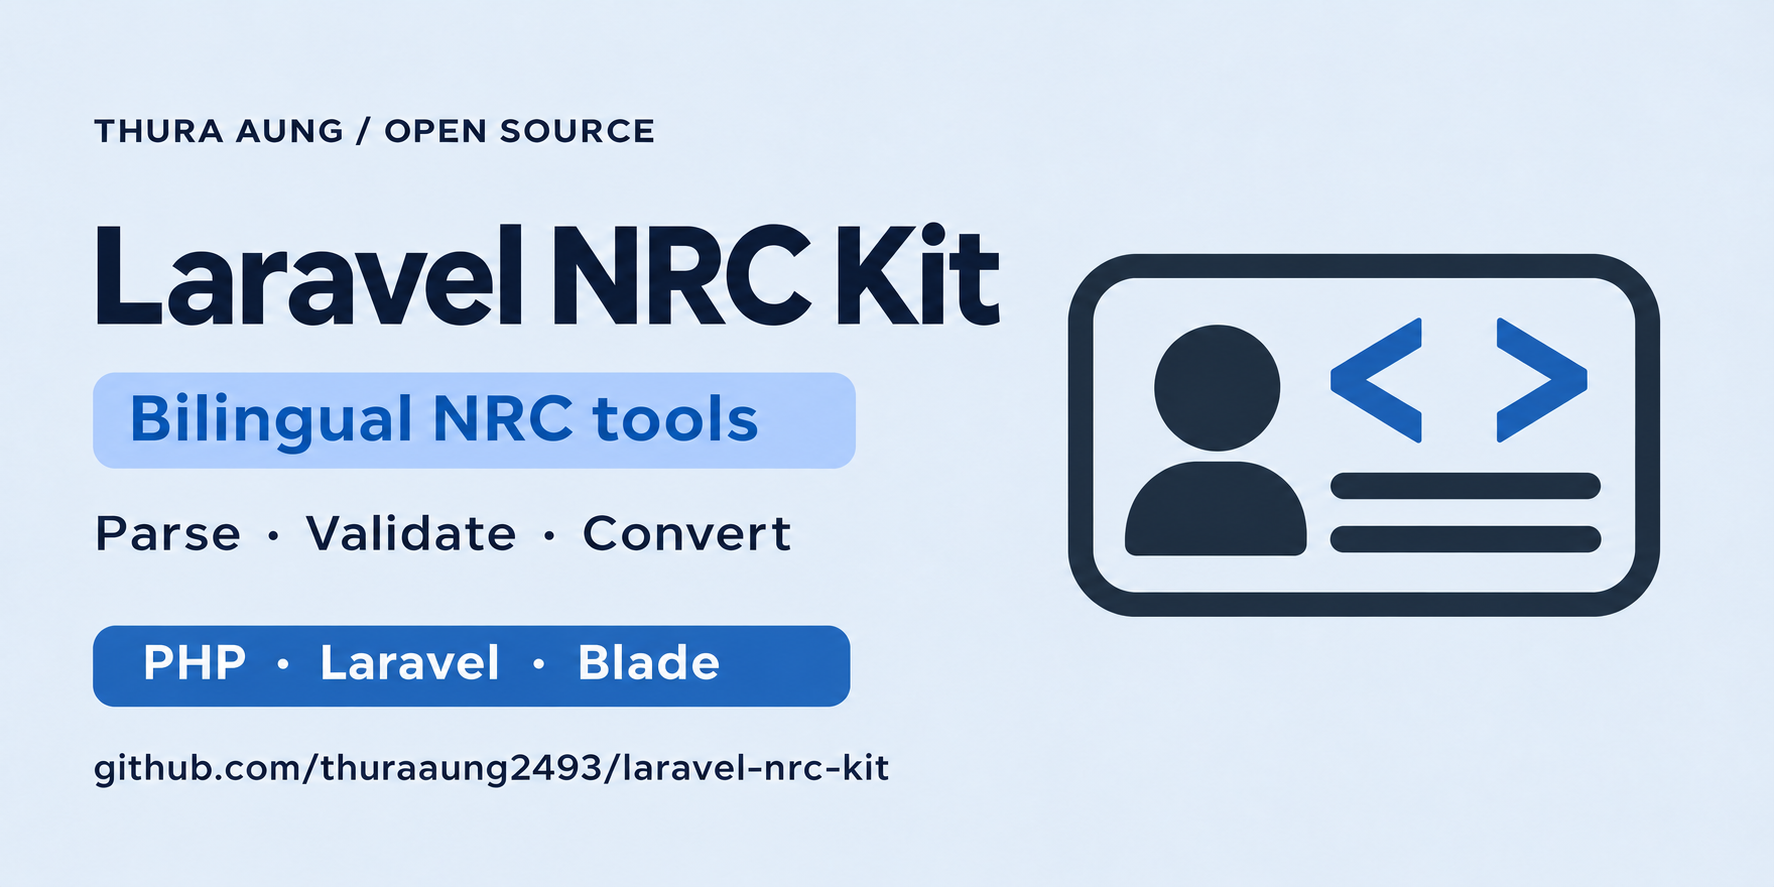 THURA AUNG / OPEN SOURCE
Laravel NRC Kit
Bilingual NRC tools
Parse · Validate · Convert
< >
PHP · Laravel · Blade
github.com/thuraaung2493/laravel-nrc-kit